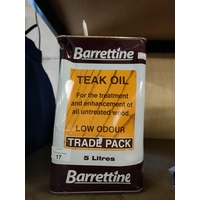 Barrettine
TEAK OIL
For the treatment
and enhancement of
all untreated wood
LOW ODOUR
TRADE PACK
17
5 Litres
Barrettine